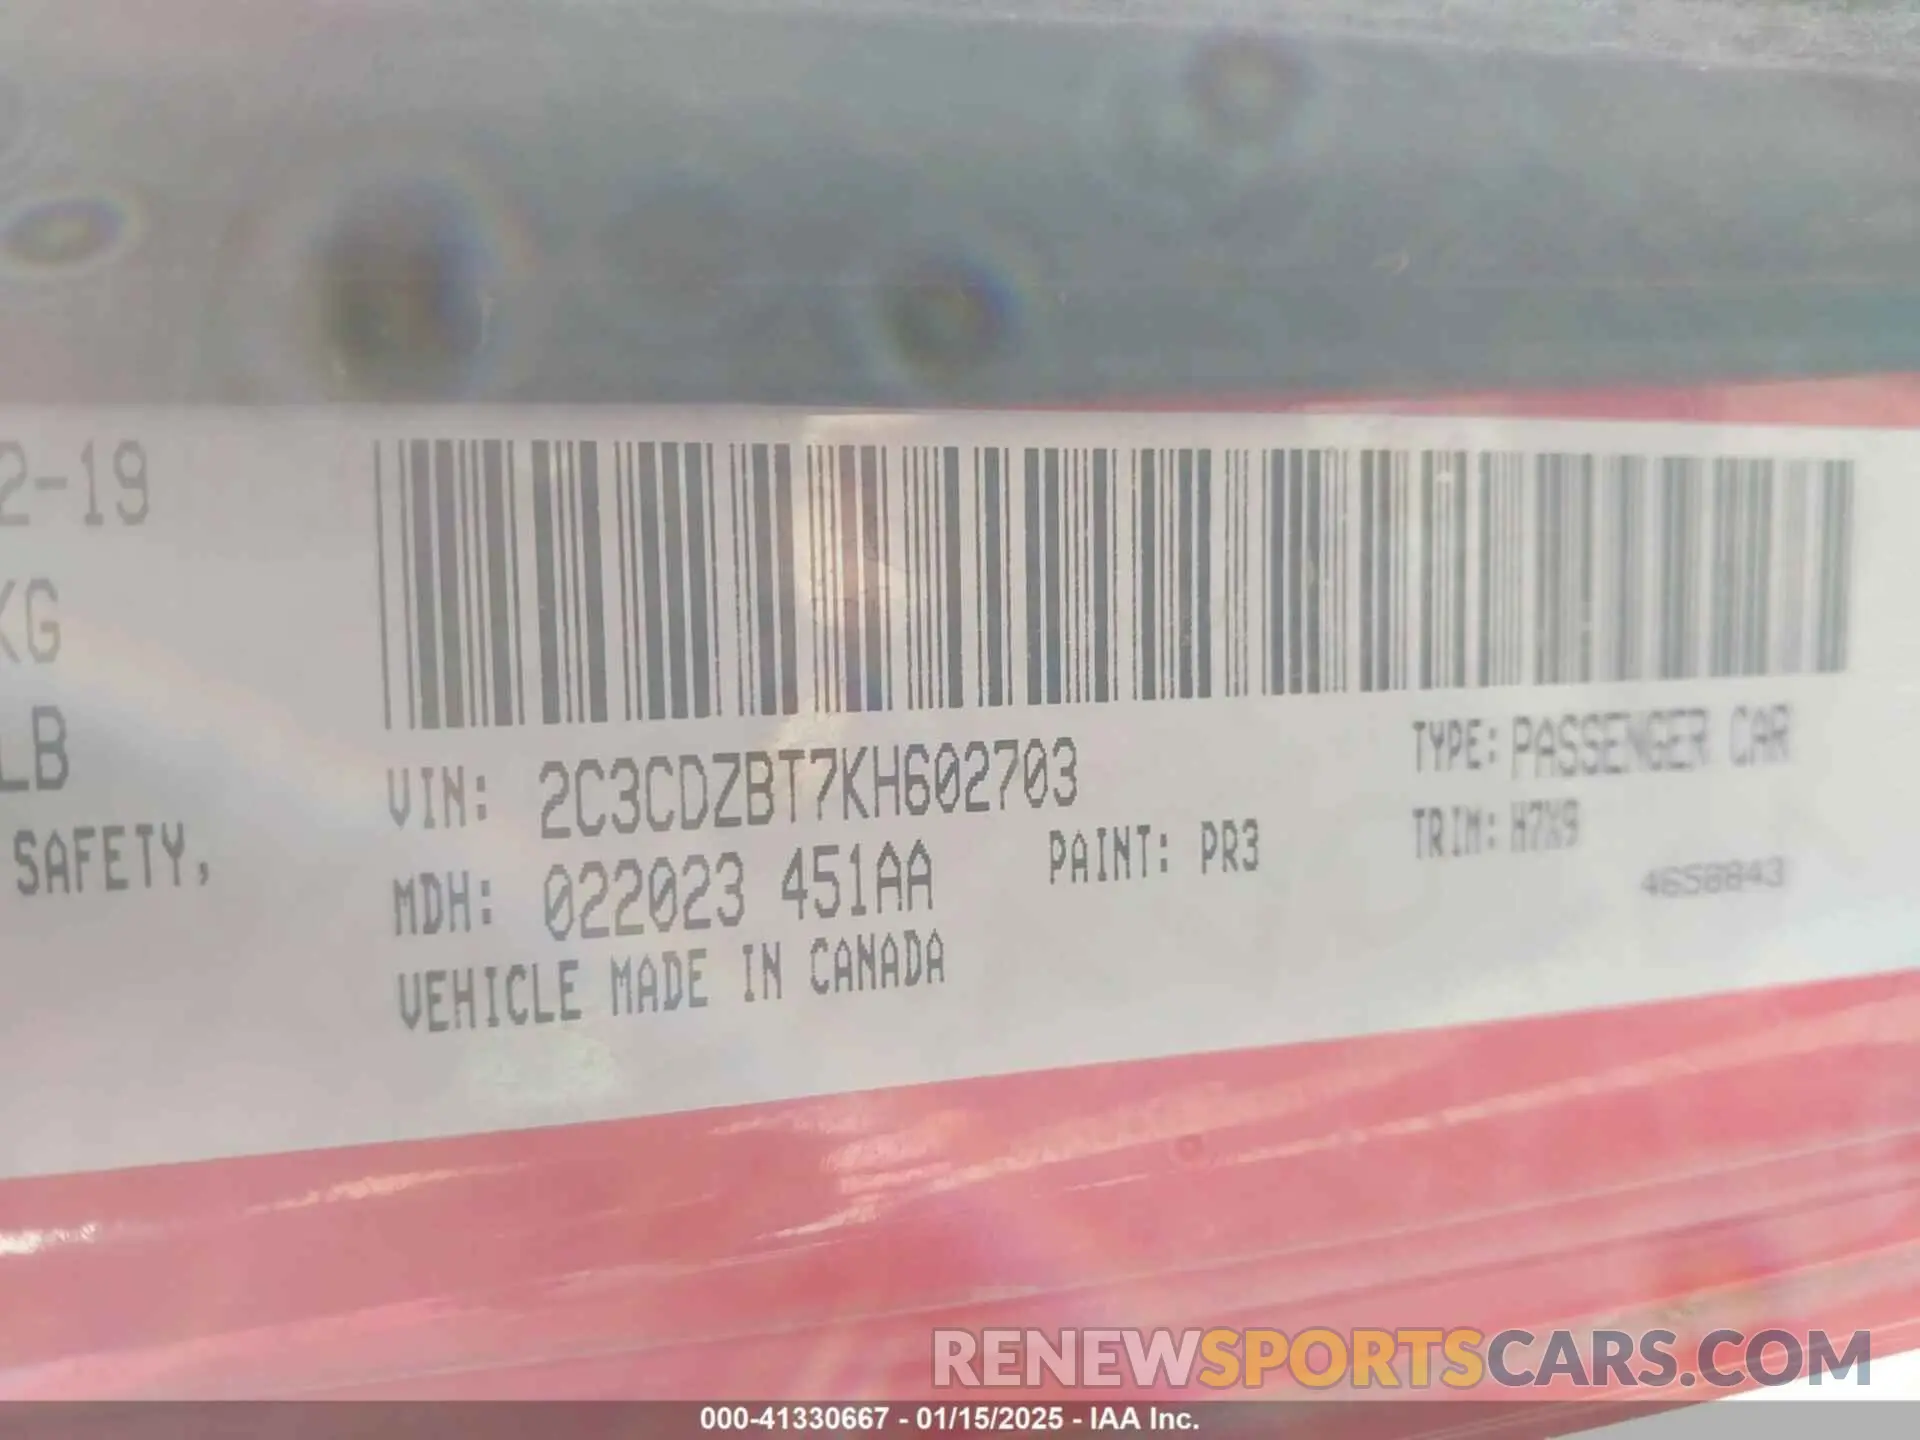 2-19
KG
LB
SAFETY,
VIN: 2C3CDZBT7KH602703
MDH: 022023 451AA
PAINT: PR3
VEHICLE MADE IN CANADA
TYPE: PASSENGER CAR
TRIM: H7X9
4658843
RENEWSPORTSCARS.COM
000-41330667 - 01/15/2025 - IAA Inc.